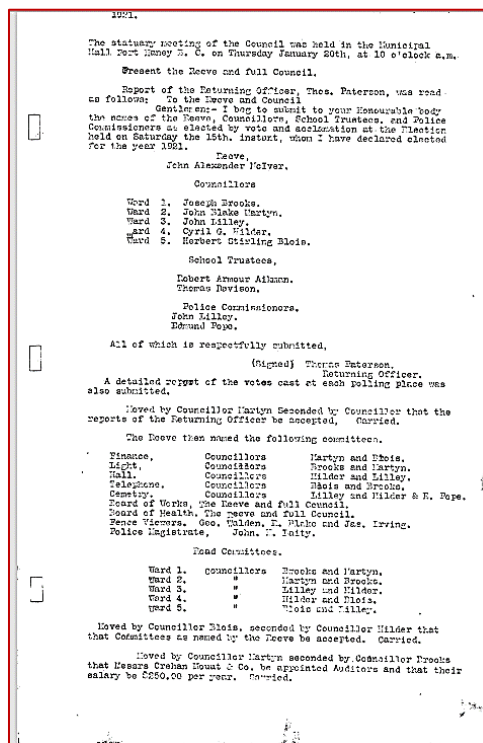 1921.
The statuary meeting of the Council was held in the Municipal
Hall Port Haney B. C. on Thursday January 20th, at 10 o'clock a.m.
Present the Reeve and full Council.
Report of the Returning Officer, Thos. Paterson, was read
as follows: To the Reeve and Council
Gentlemen:- I beg to submit to your Honourable body
the names of the Reeve, Councillors, School Trustees, and Police
Commissioners as elected by vote and acclamation at the Election
held on Saturday the 15th. instant, whom I have declared elected
for the year 1921.
Reeve,
John Alexander McIver.
Councillors
Ward 1. Joseph Brooks.
Ward 2. John Blake Martyn.
Ward 3. John Lilley.
ard 4. Cyril G. Hilder.
Ward 5. Herbert Stirling Blois.
School Trustees,
Robert Armour
Thomas Davison.
Police Commissioners.
John Lilley.
Edmund Pope.
All of which is respectfully submitted,
(Signed) Thomas Paterson.
Returning Officer.
A detailed report of the votes cast at each polling place was
also submitted.
Moved by Councillor Martyn Seconded by Councillor that the
reports of the Returning Officer be accepted, Carried.
The Reeve then named the following committees.
Finance, Councillors Martyn and Blois.
Light, Councillors Brooks and Martyn.
Hall. Councillors Hilder and Lilley.
Telephone, Councillors Blois and Brooks.
Cemetry. Councillors Lilley and Hilder & E. Pope.
Board of Works, The Reeve and full Council.
Board of Health. The Reeve and full Council.
Fence Viewers. Geo. Walden. Blake and Jas. Irving.
Police Magistrate, John.
Road Committees.
Ward 1. Councillors Brooks and Martyn.
Ward 2. " Martyn and Brooks.
Ward 3. " Lilley and Hilder.
Ward 4. " Hilder and Blois.
Ward 5. " Blois and Lilley.
Moved by Councillor Blois, seconded by Councillor Hilder that
that Committees as named by the Reeve be accepted. Carried.
Moved by Councillor Martyn seconded by Councillor Brooks
that Messrs Crehan Mouat & Co. be appointed Auditors and that their
salary be $250.00 per year. Carried.